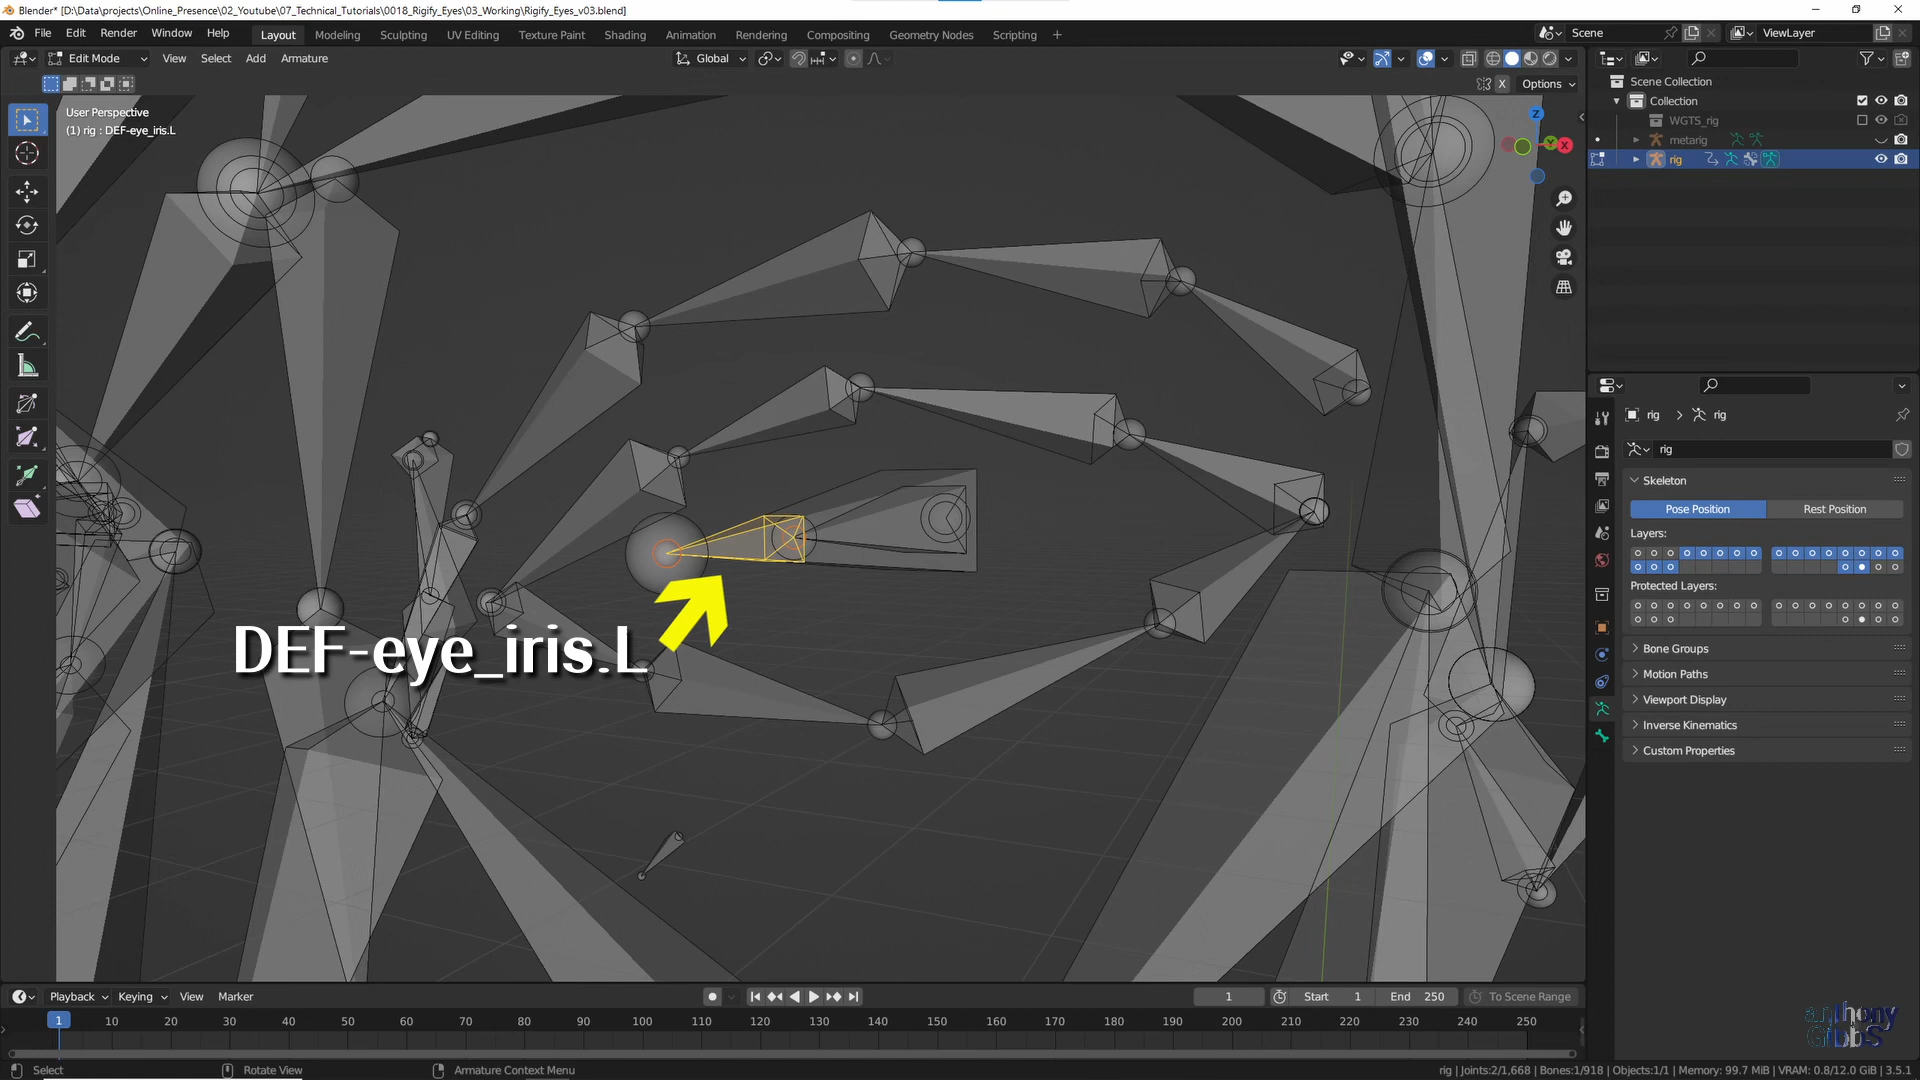 Blender* [D:\Data\projects\Online_Presence\02_Youtube\07_Technical_Tutorials\0018_Rigify_Eyes\03_Working\Rigify_Eyes_v03.blend]
File Edit Render Window Help Layout Modeling Sculpting UV Editing Texture Paint Shading Animation Rendering Compositing Geometry Nodes Scripting + Scene ViewLayer
Edit Mode View Select Add Armature Global
X Options
User Perspective
(1) rig : DEF-eye_iris.L
Z
Y
X
Scene Collection
Collection
WGTS_rig
metarig
rig
rig > rig
rig
Skeleton
Pose Position Rest Position
Layers:
Protected Layers:
Bone Groups
Motion Paths
Viewport Display
Inverse Kinematics
Custom Properties
DEF-eye_iris.L
Playback Keying View Marker 1 Start 1 End 250 To Scene Range
1 10 20 30 40 50 60 70 80 90 100 110 120 130 140 150 160 170 180 190 200 210 220 230 240 250
anthony
GibbS
Select Rotate View Armature Context Menu rig | Joints:2/1,668 | Bones:1/918 | Objects:1/1 | Memory: 99.7 MiB | VRAM: 0.8/12.0 GiB | 3.5.1